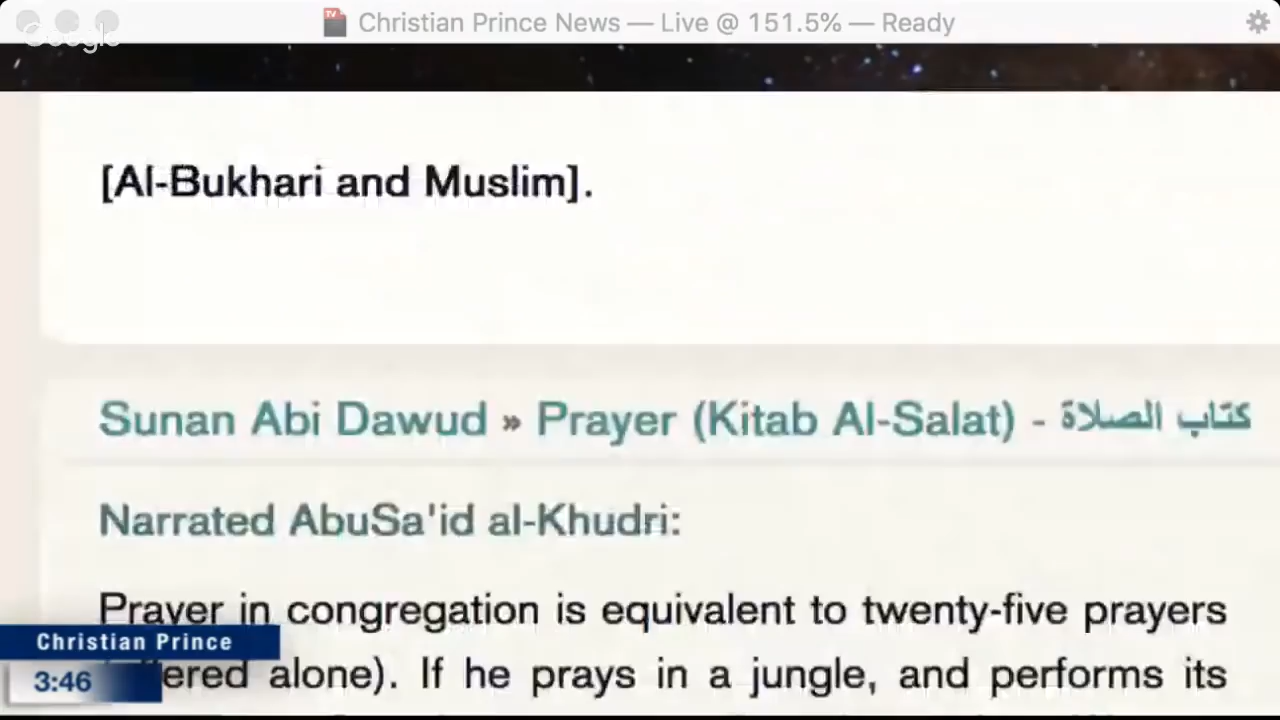 Christian Prince News — Live @ 151.5% — Ready
Google
[Al-Bukhari and Muslim].
Sunan Abi Dawud » Prayer (Kitab Al-Salat) - كتاب الصلاة
Narrated AbuSa'id al-Khudri:
Prayer in congregation is equivalent to twenty-five prayers
alone). If he prays in a jungle, and performs its
Christian Prince
3:46